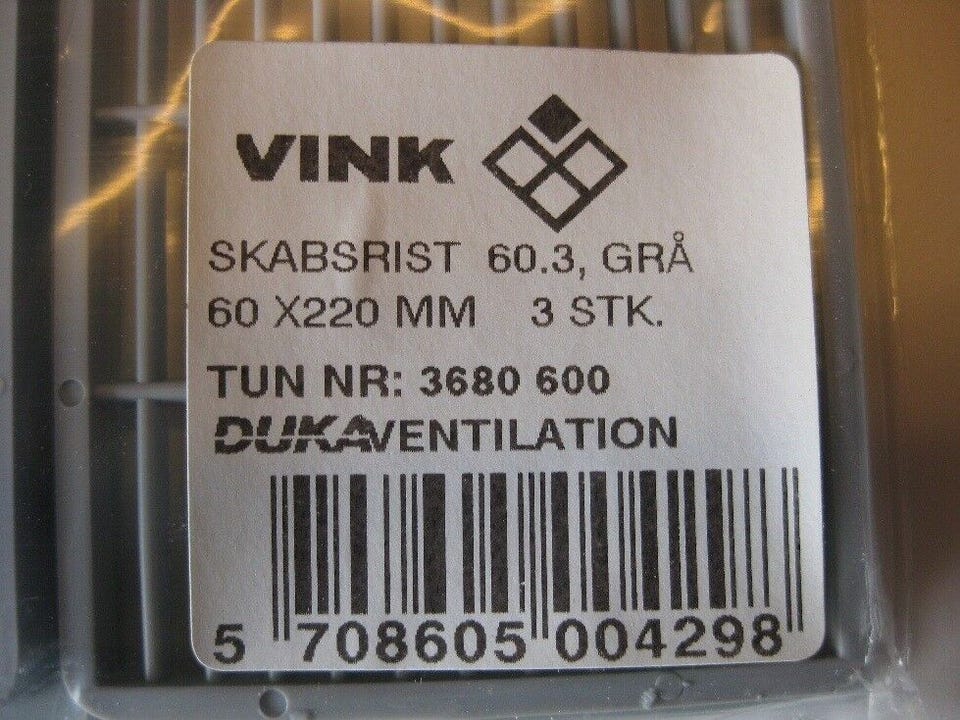 VINK
SKABSRIST 60.3, GRÅ
60 X220 MM 3 STK.
TUN NR: 3680 600
DUKAVENTILATION
5 708605 004298